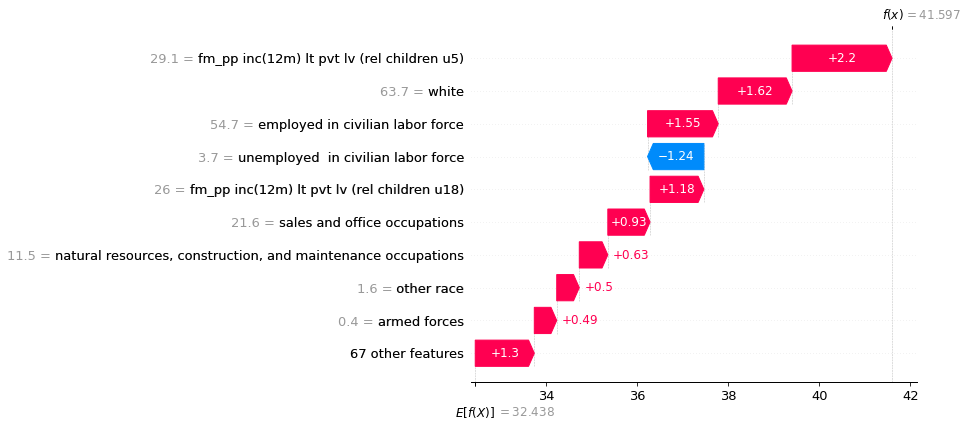 f(x) = 41.597
29.1 = fm_pp inc(12m) lt pvt lv (rel children u5) +2.2
63.7 = white +1.62
54.7 = employed in civilian labor force +1.55
3.7 = unemployed  in civilian labor force −1.24
26 = fm_pp inc(12m) lt pvt lv (rel children u18) +1.18
21.6 = sales and office occupations +0.93
11.5 = natural resources, construction, and maintenance occupations +0.63
1.6 = other race +0.5
0.4 = armed forces +0.49
67 other features +1.3
34 36 38 40 42
E[f(X)] = 32.438